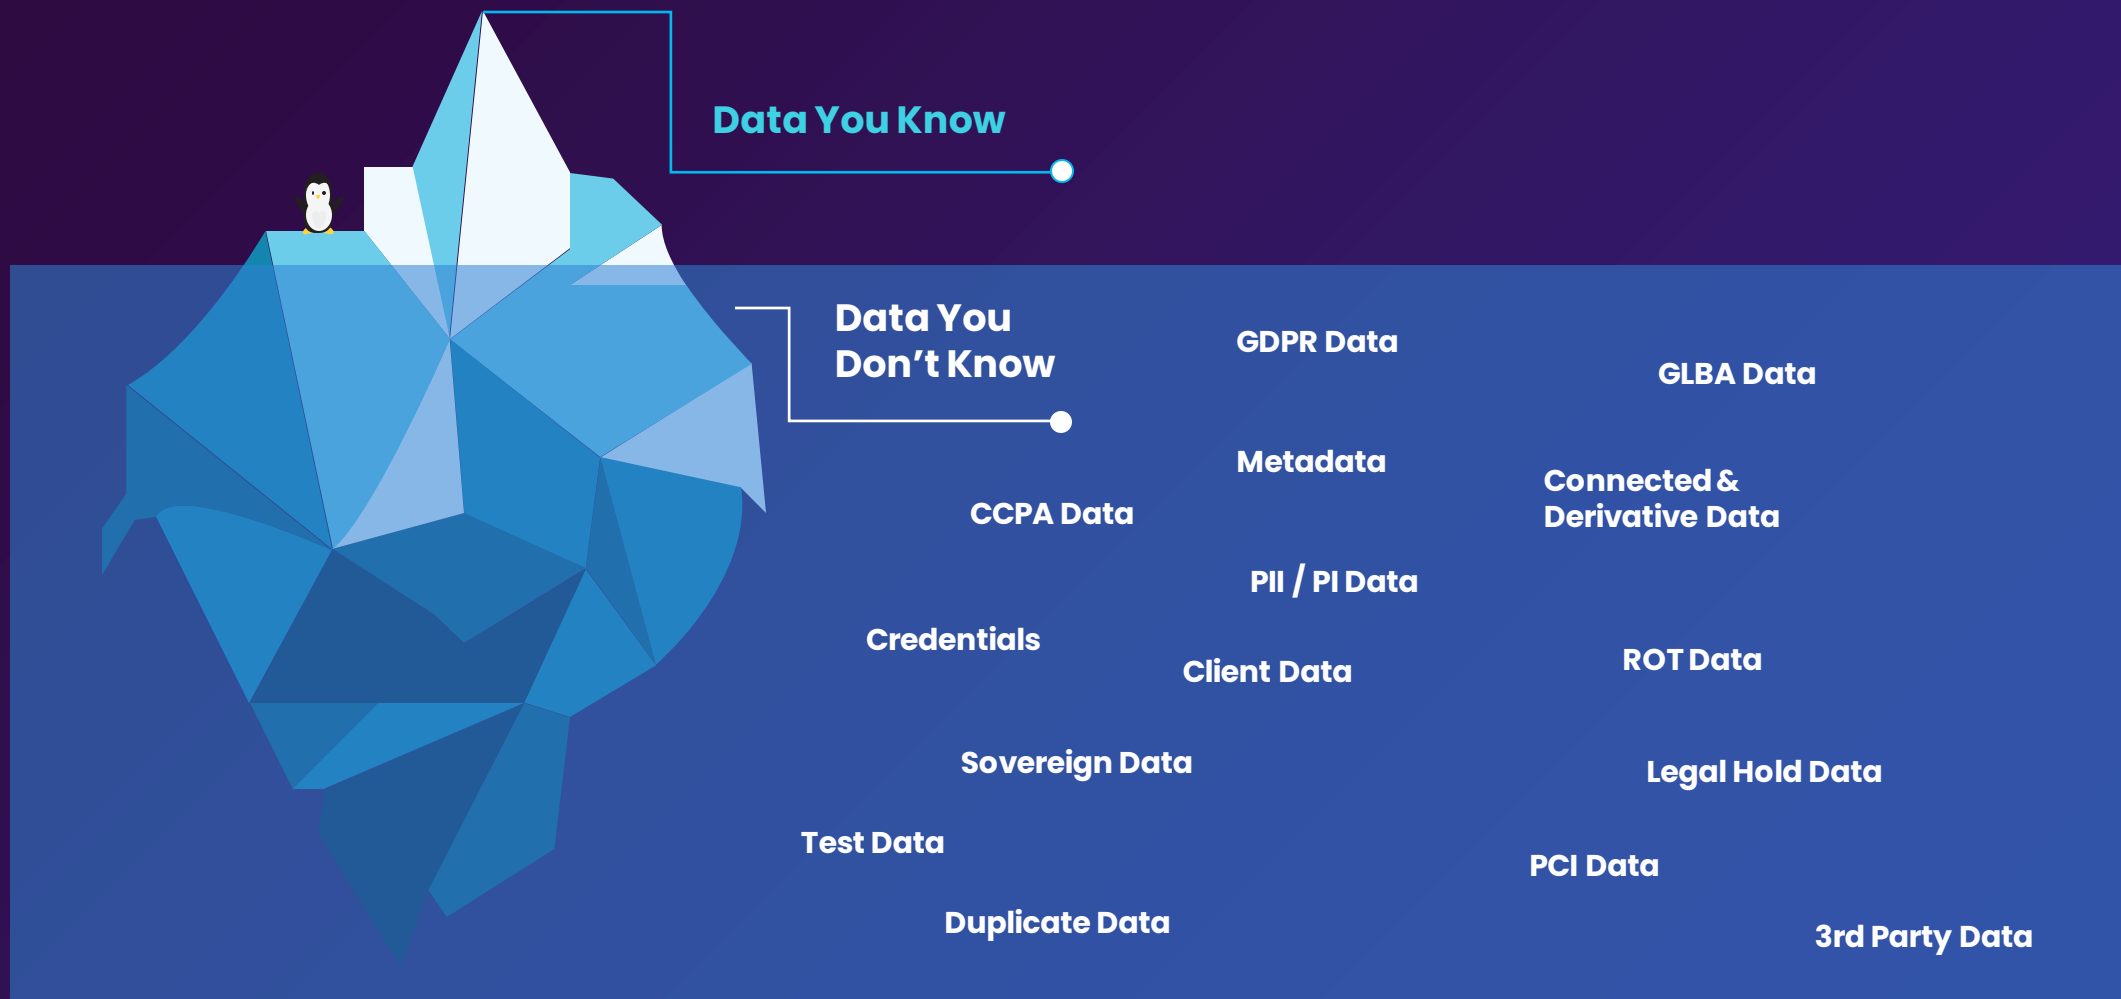 Data You Know
Data You
Don’t Know
GDPR Data
GLBA Data
Metadata
Connected &
Derivative Data
CCPA Data
PII / PI Data
Credentials
Client Data
ROT Data
Sovereign Data
Legal Hold Data
Test Data
PCI Data
Duplicate Data
3rd Party Data